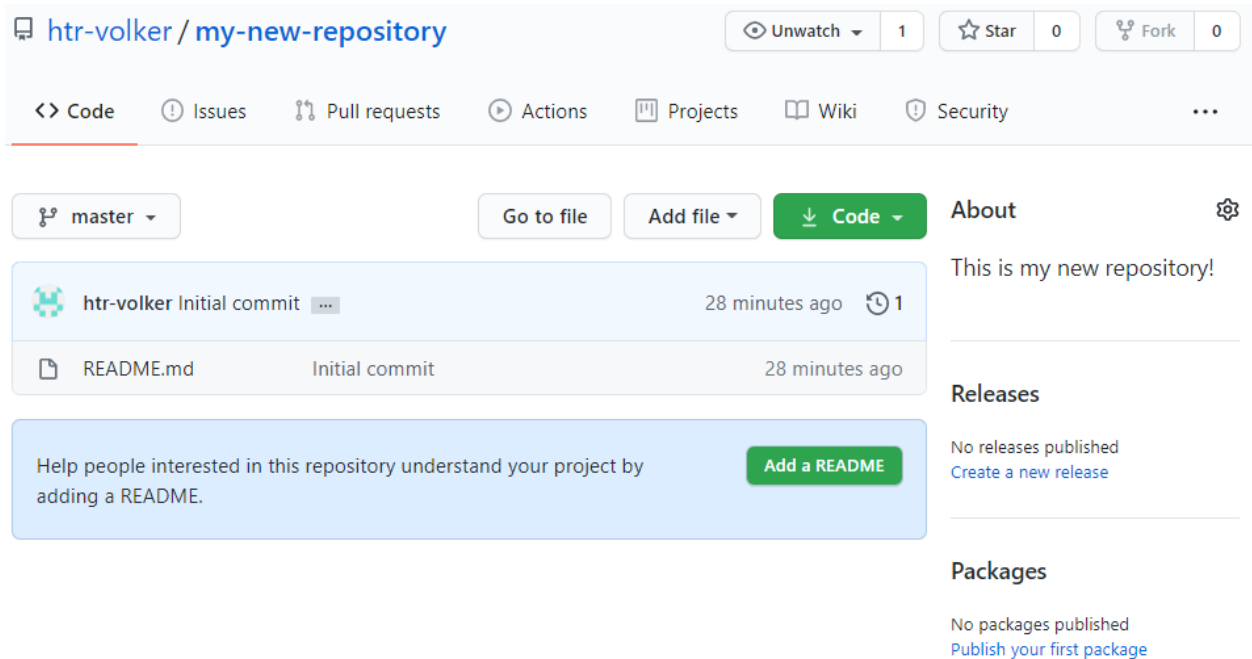 htr-volker / my-new-repository
Unwatch 1 Star 0 Fork 0
Code Issues Pull requests Actions Projects Wiki Security ...
master Go to file Add file Code
htr-volker Initial commit ... 28 minutes ago 1
README.md Initial commit 28 minutes ago
Help people interested in this repository understand your project by
adding a README.
Add a README
About
This is my new repository!
Releases
No releases published
Create a new release
Packages
No packages published
Publish your first package